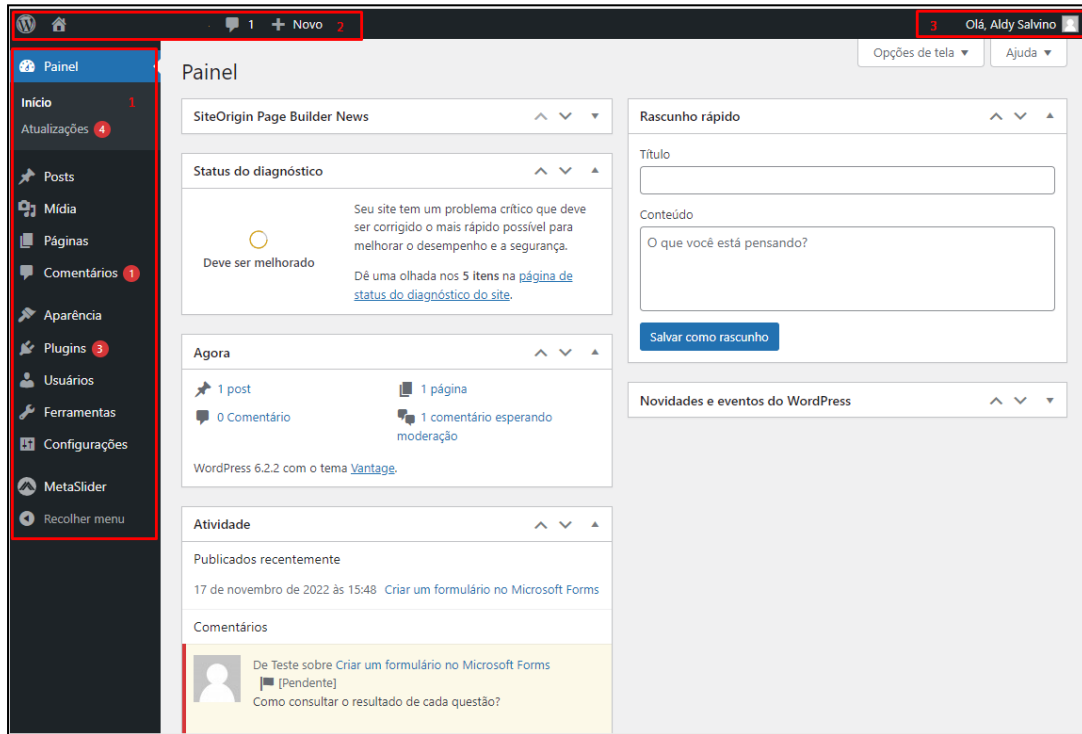 1 Novo 2
3 Olá, Aldy Salvino
Painel
Início 1
Atualizações 4
Posts
Mídia
Páginas
Comentários 1
Aparência
Plugins 3
Usuários
Ferramentas
Configurações
MetaSlider
Recolher menu
Opções de tela ▼
Ajuda ▼
Painel
SiteOrigin Page Builder News
Status do diagnóstico
Deve ser melhorado
Seu site tem um problema crítico que deve
ser corrigido o mais rápido possível para
melhorar o desempenho e a segurança.
Dê uma olhada nos 5 itens na página de
status do diagnóstico do site.
Agora
1 post
1 página
0 Comentário
1 comentário esperando
moderação
WordPress 6.2.2 com o tema Vantage.
Atividade
Publicados recentemente
17 de novembro de 2022 às 15:48 Criar um formulário no Microsoft Forms
Comentários
De Teste sobre Criar um formulário no Microsoft Forms
[Pendente]
Como consultar o resultado de cada questão?
Rascunho rápido
Título
Conteúdo
O que você está pensando?
Salvar como rascunho
Novidades e eventos do WordPress